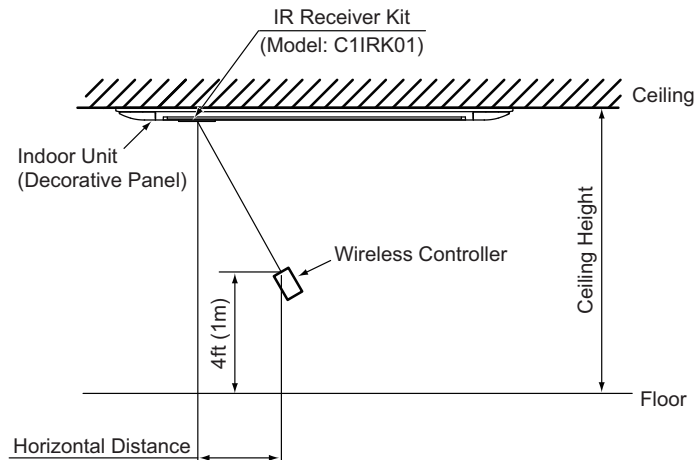 IR Receiver Kit
(Model: C1IRK01)
Ceiling
Indoor Unit
(Decorative Panel)
Wireless Controller
Ceiling Height
4ft (1m)
Floor
Horizontal Distance